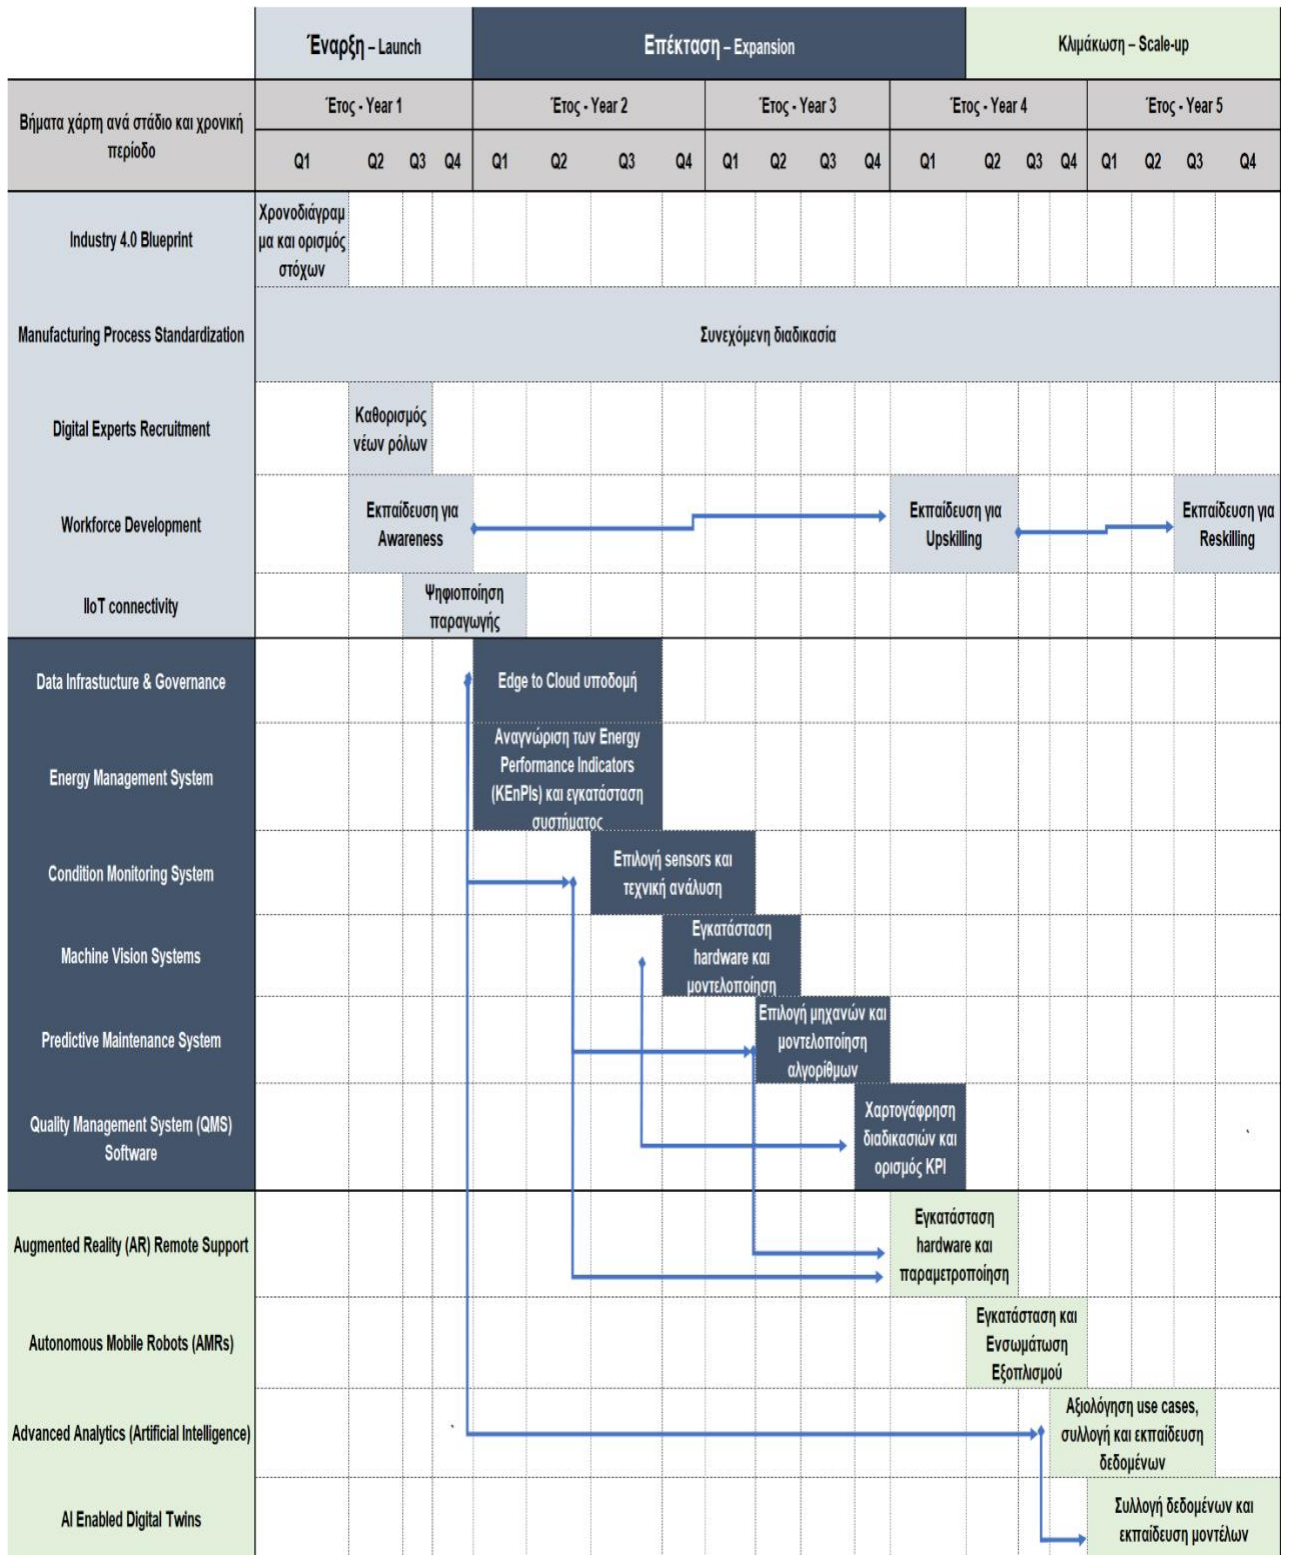 Έναρξη – Launch
Επέκταση – Expansion
Κλιμάκωση – Scale-up
Βήματα χάρτη ανά στάδιο και χρονική
περίοδο
Έτος - Year 1
Έτος - Year 2
Έτος - Year 3
Έτος - Year 4
Έτος - Year 5
Q1 Q2 Q3 Q4 Q1 Q2 Q3 Q4 Q1 Q2 Q3 Q4 Q1 Q2 Q3 Q4 Q1 Q2 Q3 Q4
Industry 4.0 Blueprint
Χρονοδιάγραμ
μα και ορισμός
στόχων
Manufacturing Process Standardization
Συνεχόμενη διαδικασία
Digital Experts Recruitment
Καθορισμός
νέων ρόλων
Workforce Development
Εκπαίδευση για
Awareness
Εκπαίδευση για
Upskilling
Εκπαίδευση για
Reskilling
IIoT connectivity
Ψηφιοποίηση
παραγωγής
Data Infrastucture & Governance
Edge to Cloud υποδομή
Energy Management System
Αναγνώριση των Energy
Performance Indicators
(KEnPIs) και εγκατάσταση
συστήματος
Condition Monitoring System
Επιλογή sensors και
τεχνική ανάλυση
Machine Vision Systems
Εγκατάσταση
hardware και
μοντελοποίηση
Predictive Maintenance System
Επιλογή μηχανών και
μοντελοποίηση
αλγορίθμων
Quality Management System (QMS)
Software
Χαρτογάφρηση
διαδικασιών και
ορισμός KPI
Augmented Reality (AR) Remote Support
Εγκατάσταση
hardware και
παραμετροποίηση
Autonomous Mobile Robots (AMRs)
Εγκατάσταση και
Ενσωμάτωση
Εξοπλισμού
Advanced Analytics (Artificial Intelligence)
Αξιολόγηση use cases,
συλλογή και εκπαίδευση
δεδομένων
AI Enabled Digital Twins
Συλλογή δεδομένων και
εκπαίδευση μοντέλων